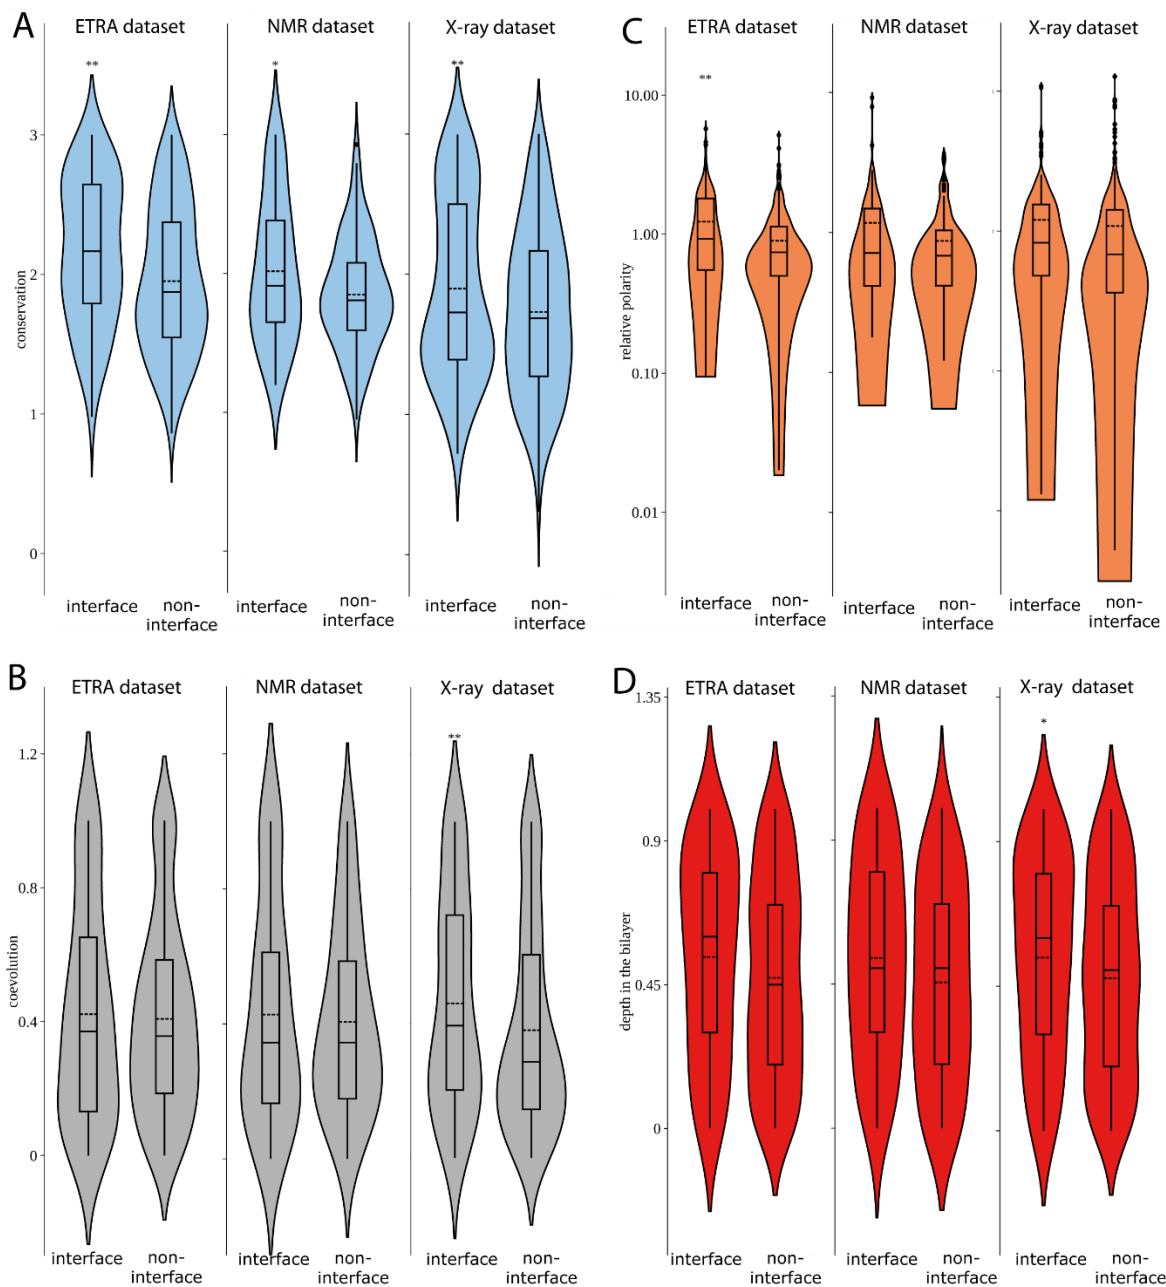 A
ETRA dataset
NMR dataset
X-ray dataset
**
*
**
conservation
3
2
1
0
interface
non-
interface
interface
non-
interface
interface
non-
interface
C
ETRA dataset
NMR dataset
X-ray dataset
**
relative polarity
10.00
1.00
0.10
0.01
interface
non-
interface
interface
non-
interface
interface
non-
interface
B
ETRA dataset
NMR dataset
X-ray dataset
**
coevolution
1.2
0.8
0.4
0
interface
non-
interface
interface
non-
interface
interface
non-
interface
D
ETRA dataset
NMR dataset
X-ray dataset
*
depth in the bilayer
1.35
0.9
0.45
0
interface
non-
interface
interface
non-
interface
interface
non-
interface